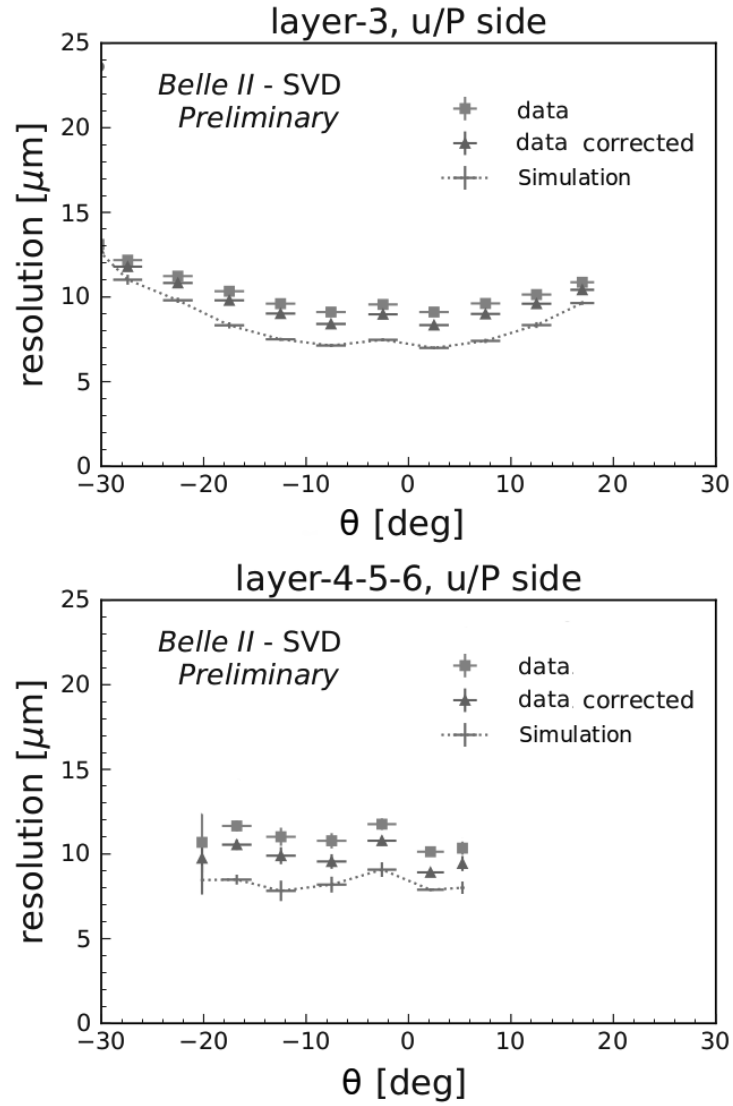 layer-3, u/P side
25
20
15
10
5
0
resolution [μm]
Belle II - SVD
Preliminary
data
data corrected
Simulation
−30 −20 −10 0 10 20 30
θ [deg]
layer-4-5-6, u/P side
25
20
15
10
5
0
resolution [μm]
Belle II - SVD
Preliminary
data
data corrected
Simulation
−30 −20 −10 0 10 20 30
θ [deg]